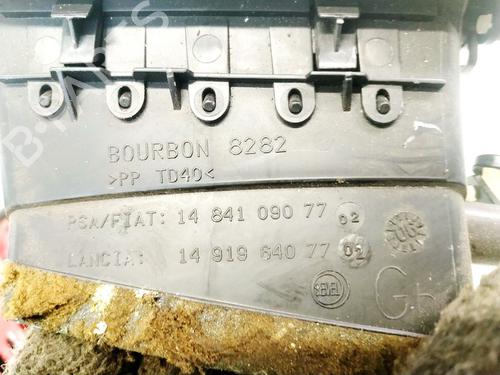 BOURBON 8282
>PP TD40<
PSA/FIAT: 14 841 090 77 02
LANCIA: 14 919 640 77 02